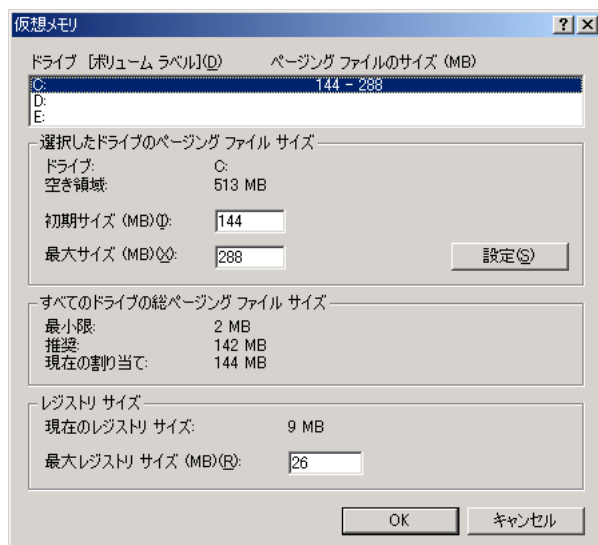 仮想メモリ
ドライブ [ボリューム ラベル](D) ページング ファイルのサイズ (MB)
C: 144 - 288
D:
E:
選択したドライブのページング ファイル サイズ
ドライブ: C:
空き領域: 513 MB
初期サイズ (MB)(I): 144
最大サイズ (MB)(X): 288
設定(S)
すべてのドライブの総ページング ファイル サイズ
最小限: 2 MB
推奨: 142 MB
現在の割り当て: 144 MB
レジストリ サイズ
現在のレジストリ サイズ: 9 MB
最大レジストリ サイズ (MB)(R): 26
OK キャンセル